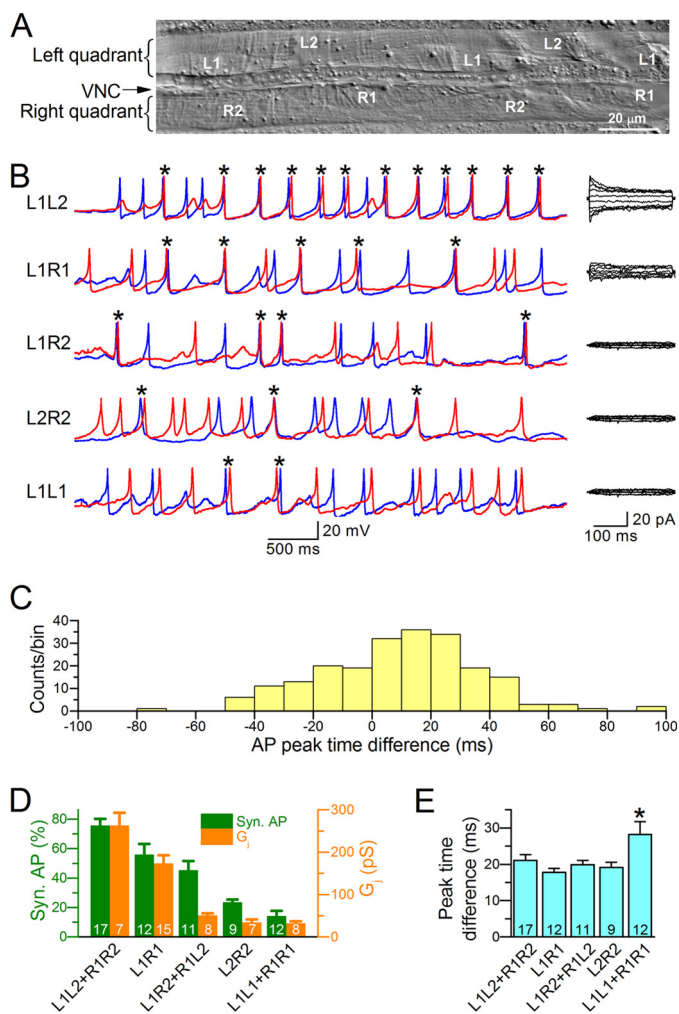 A
Left quadrant
VNC
Right quadrant
L1 L2 L1 L2 L1
R2 R1 R2 R1
20 μm
B
* * * * * * * * * * * *
L1L2
* * * * *
L1R1
* * * *
L1R2
* * *
L2R2
* *
L1L1
20 mV
500 ms
20 pA
100 ms
C
Counts/bin
40
30
20
10
0
-100 -80 -60 -40 -20 0 20 40 60 80 100
AP peak time difference (ms)
D
Syn. AP (%)
80
60
40
20
0
Syn. AP
Gj
300
200
100
0
Gj (pS)
17 7 12 15 11 8 9 7 12 8
L1L2+R1R2
L1R1
L1R2+R1L2
L2R2
L1L1+R1R1
E
Peak time
difference (ms)
30
20
10
0
*
17 12 11 9 12
L1L2+R1R2
L1R1
L1R2+R1L2
L2R2
L1L1+R1R1